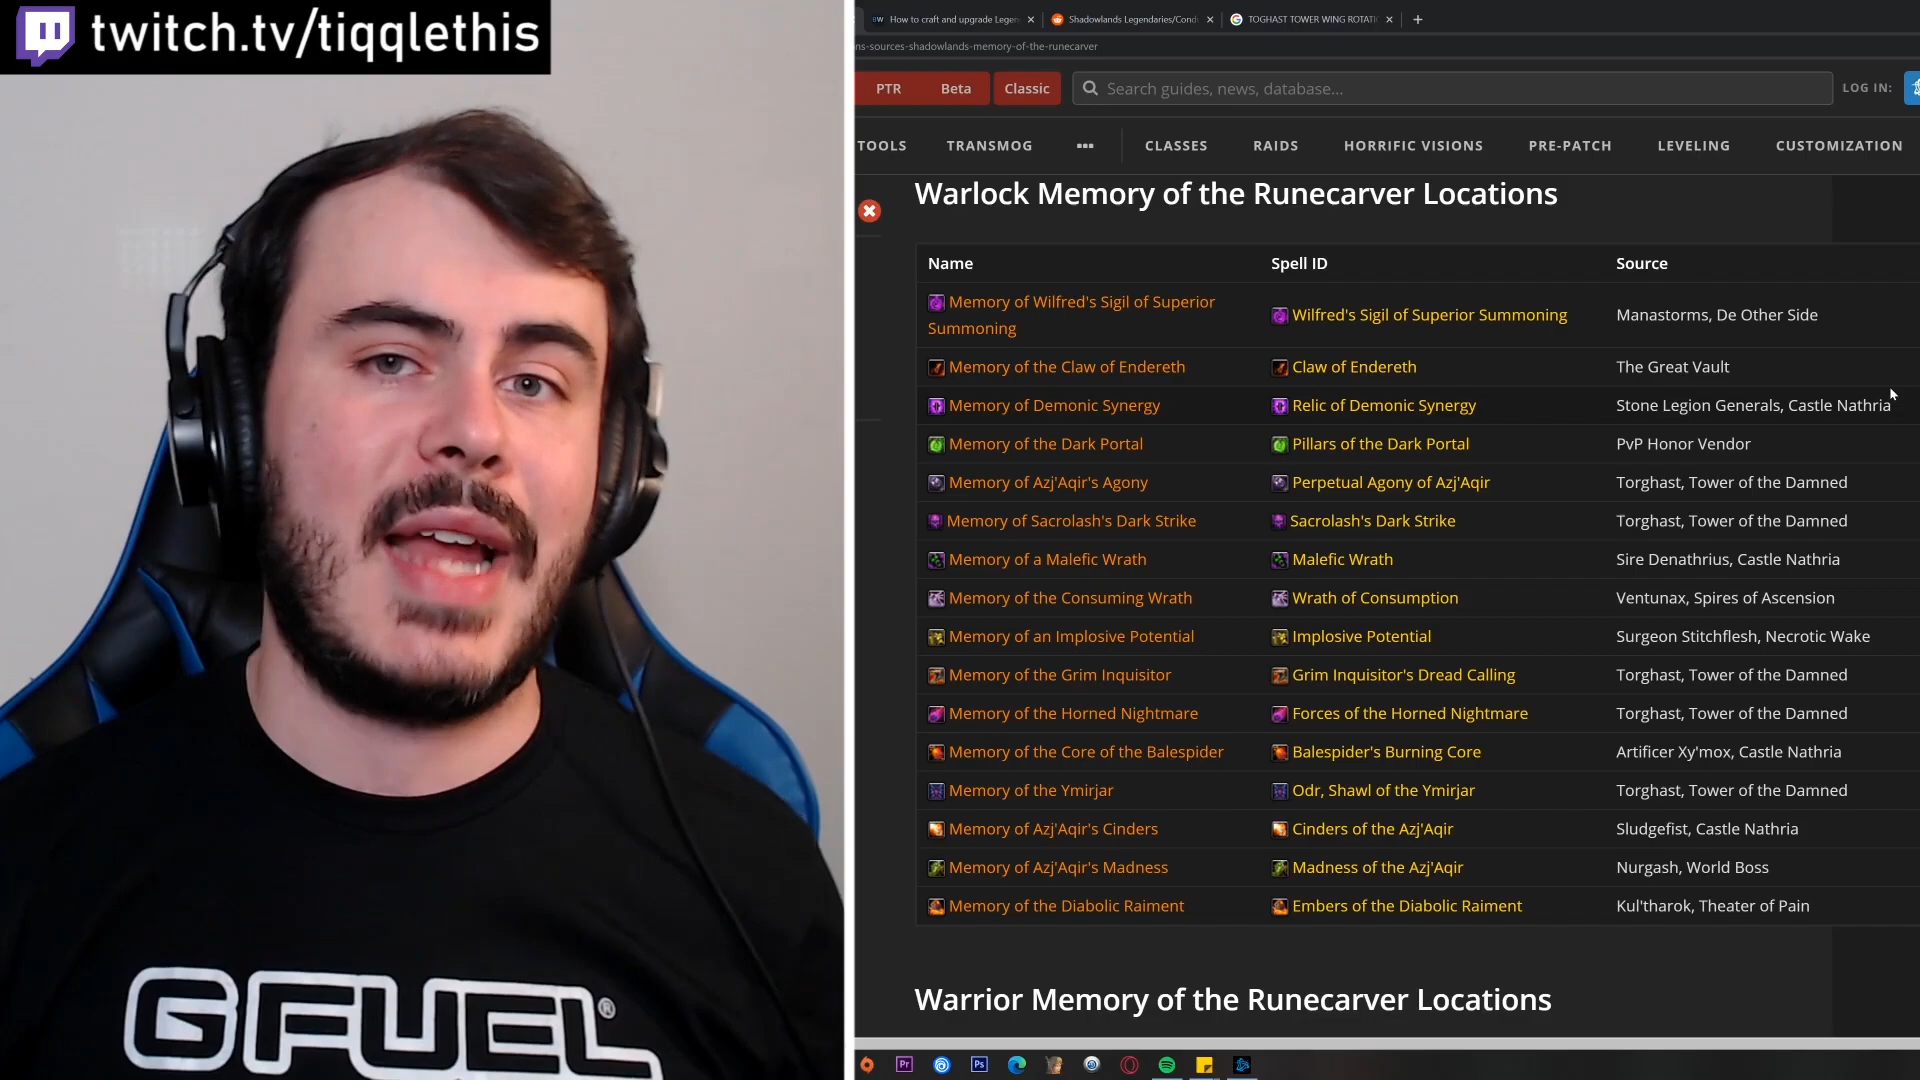 twitch.tv/tiqqlethis
How to craft and upgrade Legen
Shadowlands Legendaries/Cond
TOGHAST TOWER WING ROTATI
ns-sources-shadowlands-memory-of-the-runecarver
PTR Beta Classic Search guides, news, database... LOG IN:
TOOLS TRANSMOG ••• CLASSES RAIDS HORRIFIC VISIONS PRE-PATCH LEVELING CUSTOMIZATION
Warlock Memory of the Runecarver Locations
Name Spell ID Source
Memory of Wilfred's Sigil of Superior
Summoning
Wilfred's Sigil of Superior Summoning Manastorms, De Other Side
Memory of the Claw of Endereth Claw of Endereth The Great Vault
Memory of Demonic Synergy Relic of Demonic Synergy Stone Legion Generals, Castle Nathria
Memory of the Dark Portal Pillars of the Dark Portal PvP Honor Vendor
Memory of Azj'Aqir's Agony Perpetual Agony of Azj'Aqir Torghast, Tower of the Damned
Memory of Sacrolash's Dark Strike Sacrolash's Dark Strike Torghast, Tower of the Damned
Memory of a Malefic Wrath Malefic Wrath Sire Denathrius, Castle Nathria
Memory of the Consuming Wrath Wrath of Consumption Ventunax, Spires of Ascension
Memory of an Implosive Potential Implosive Potential Surgeon Stitchflesh, Necrotic Wake
Memory of the Grim Inquisitor Grim Inquisitor's Dread Calling Torghast, Tower of the Damned
Memory of the Horned Nightmare Forces of the Horned Nightmare Torghast, Tower of the Damned
Memory of the Core of the Balespider Balespider's Burning Core Artificer Xy'mox, Castle Nathria
Memory of the Ymirjar Odr, Shawl of the Ymirjar Torghast, Tower of the Damned
Memory of Azj'Aqir's Cinders Cinders of the Azj'Aqir Sludgefist, Castle Nathria
Memory of Azj'Aqir's Madness Madness of the Azj'Aqir Nurgash, World Boss
Memory of the Diabolic Raiment Embers of the Diabolic Raiment Kul'tharok, Theater of Pain
Warrior Memory of the Runecarver Locations
G FUEL®
Pr
Ps